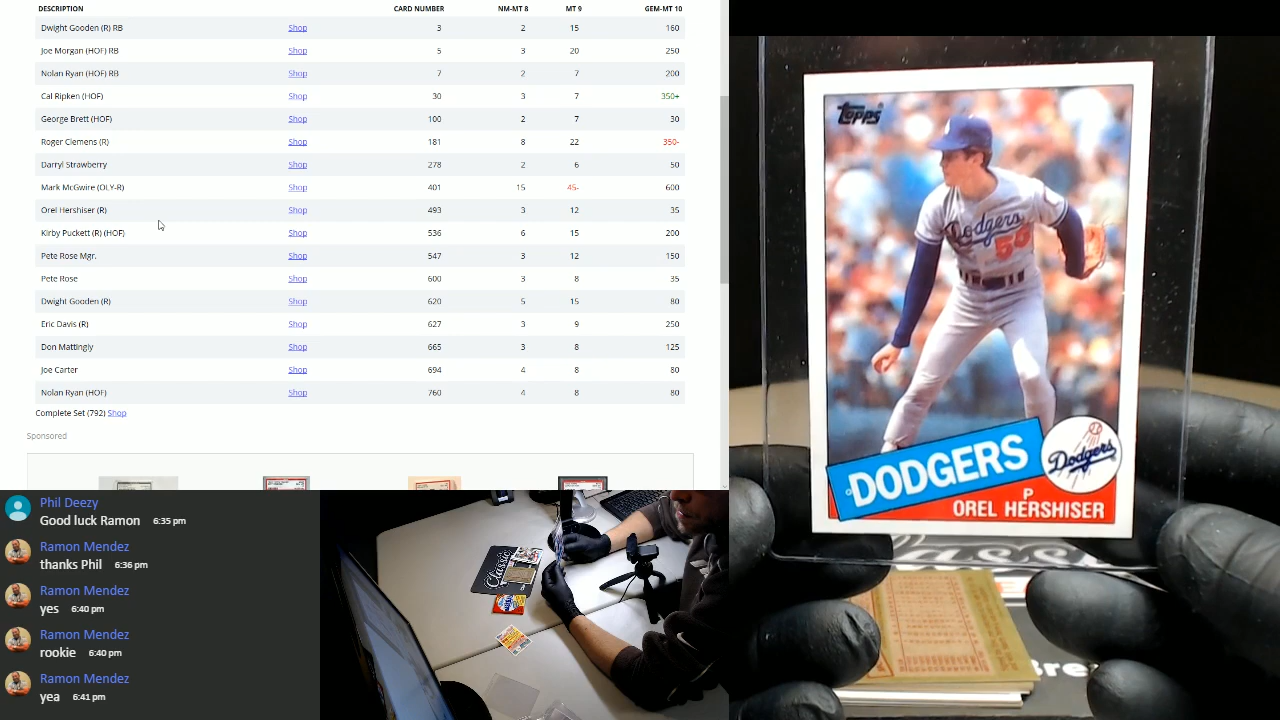 DESCRIPTION CARD NUMBER NM-MT 8 MT 9 GEM-MT 10
Dwight Gooden (R) RB Shop 3 2 15 160
Joe Morgan (HOF) RB Shop 5 3 20 250
Nolan Ryan (HOF) RB Shop 7 2 7 200
Cal Ripken (HOF) Shop 30 3 7 350+
George Brett (HOF) Shop 100 2 7 30
Roger Clemens (R) Shop 181 8 22 350-
Darryl Strawberry Shop 278 2 6 50
Mark McGwire (OLY-R) Shop 401 15 45- 600
Orel Hershiser (R) Shop 493 3 12 35
Kirby Puckett (R) (HOF) Shop 536 6 15 200
Pete Rose Mgr. Shop 547 3 12 150
Pete Rose Shop 600 3 8 35
Dwight Gooden (R) Shop 620 5 15 80
Eric Davis (R) Shop 627 3 9 250
Don Mattingly Shop 665 3 8 125
Joe Carter Shop 694 4 8 80
Nolan Ryan (HOF) Shop 760 4 8 80
Complete Set (792) Shop
Sponsored
Phil Deezy
Good luck Ramon 6:35 pm
Ramon Mendez
thanks Phil 6:36 pm
Ramon Mendez
yes 6:40 pm
Ramon Mendez
rookie 6:40 pm
Ramon Mendez
yea 6:41 pm
Topps
Dodgers
55
DODGERS
Dodgers
P
OREL HERSHISER
Classic
Bre